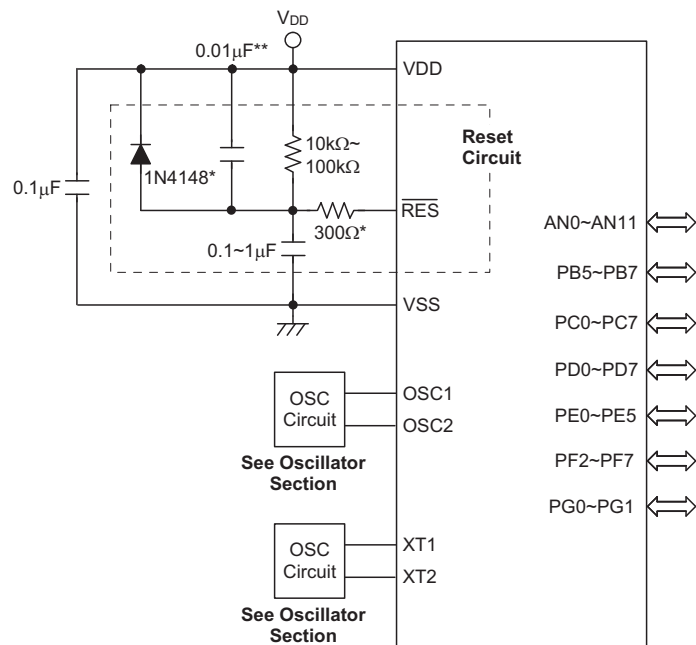 VDD
0.01μF**
VDD
10kΩ~
100kΩ
Reset
Circuit
1N4148*
0.1μF
RES
300Ω*
0.1~1μF
VSS
AN0~AN11
PB5~PB7
PC0~PC7
PD0~PD7
PE0~PE5
PF2~PF7
PG0~PG1
OSC
Circuit
OSC1
OSC2
See Oscillator
Section
OSC
Circuit
XT1
XT2
See Oscillator
Section